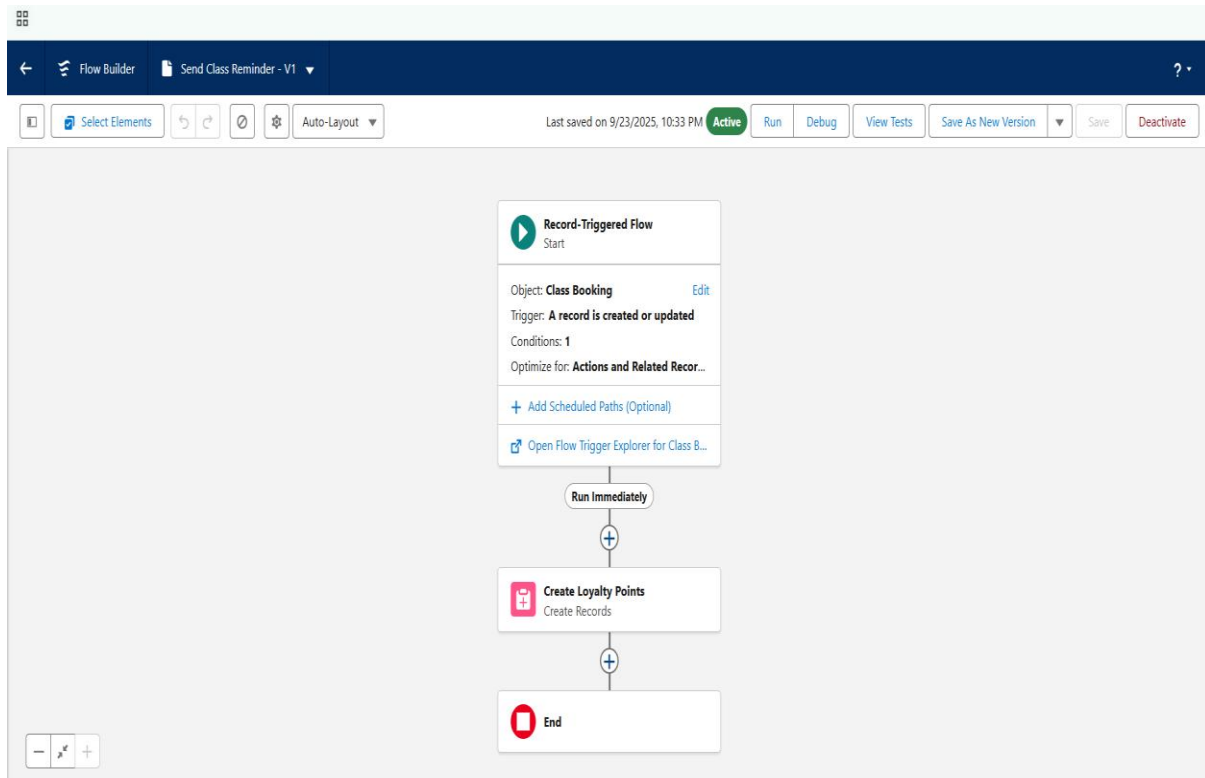 Flow Builder
Send Class Reminder - V1
?
Select Elements
Auto-Layout
Last saved on 9/23/2025, 10:33 PM
Active
Run
Debug
View Tests
Save As New Version
Save
Deactivate
Record-Triggered Flow
Start
Object: Class Booking
Edit
Trigger: A record is created or updated
Conditions: 1
Optimize for: Actions and Related Recor...
+ Add Scheduled Paths (Optional)
Open Flow Trigger Explorer for Class B...
Run Immediately
Create Loyalty Points
Create Records
End